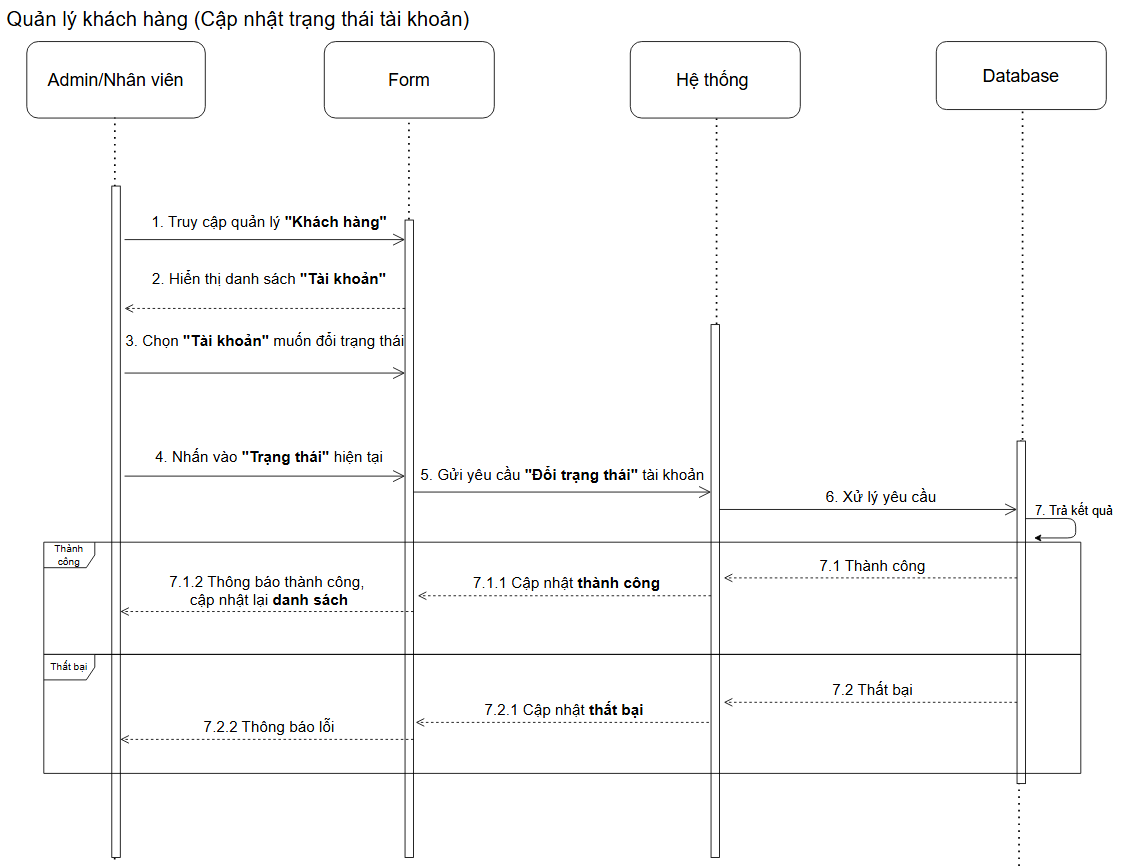 Quản lý khách hàng (Cập nhật trạng thái tài khoản)
Admin/Nhân viên
Form
Hệ thống
Database
1. Truy cập quản lý "Khách hàng"
2. Hiển thị danh sách "Tài khoản"
3. Chọn "Tài khoản" muốn đổi trạng thái
4. Nhấn vào "Trạng thái" hiện tại
5. Gửi yêu cầu "Đổi trạng thái" tài khoản
6. Xử lý yêu cầu
7. Trả kết quả
Thành
công
7.1 Thành công
7.1.1 Cập nhật thành công
7.1.2 Thông báo thành công,
cập nhật lại danh sách
Thất bại
7.2 Thất bại
7.2.1 Cập nhật thất bại
7.2.2 Thông báo lỗi